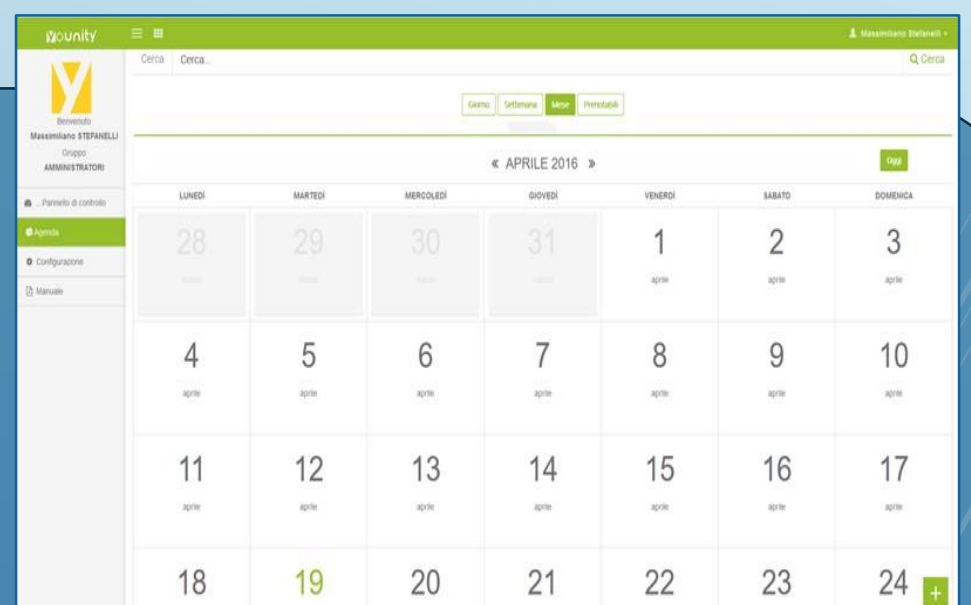 younity
Massimiliano Stefanelli
Cerca Cerca... Cerca
Benvenuto
Massimiliano STEFANELLI
Gruppo
AMMINISTRATORI
Pannello di controllo
Agenda
Configurazione
Manuale
Giorno Settimana Mese Prenotabili
« APRILE 2016 » Oggi
LUNEDÌ MARTEDÌ MERCOLEDÌ GIOVEDÌ VENERDÌ SABATO DOMENICA
28 29 30 31 1 2 3
aprile aprile aprile
4 5 6 7 8 9 10
aprile aprile aprile aprile aprile aprile aprile
11 12 13 14 15 16 17
aprile aprile aprile aprile aprile aprile aprile
18 19 20 21 22 23 24 +